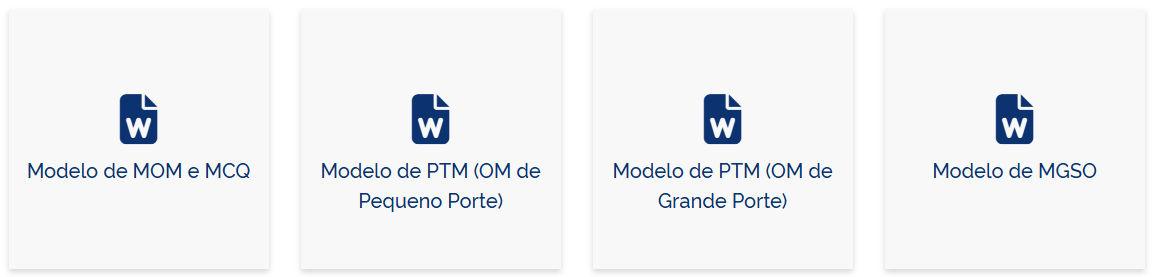 W
W
W
W
Modelo de MOM e MCQ
Modelo de PTM (OM de
Pequeno Porte)
Modelo de PTM (OM de
Grande Porte)
Modelo de MGSO